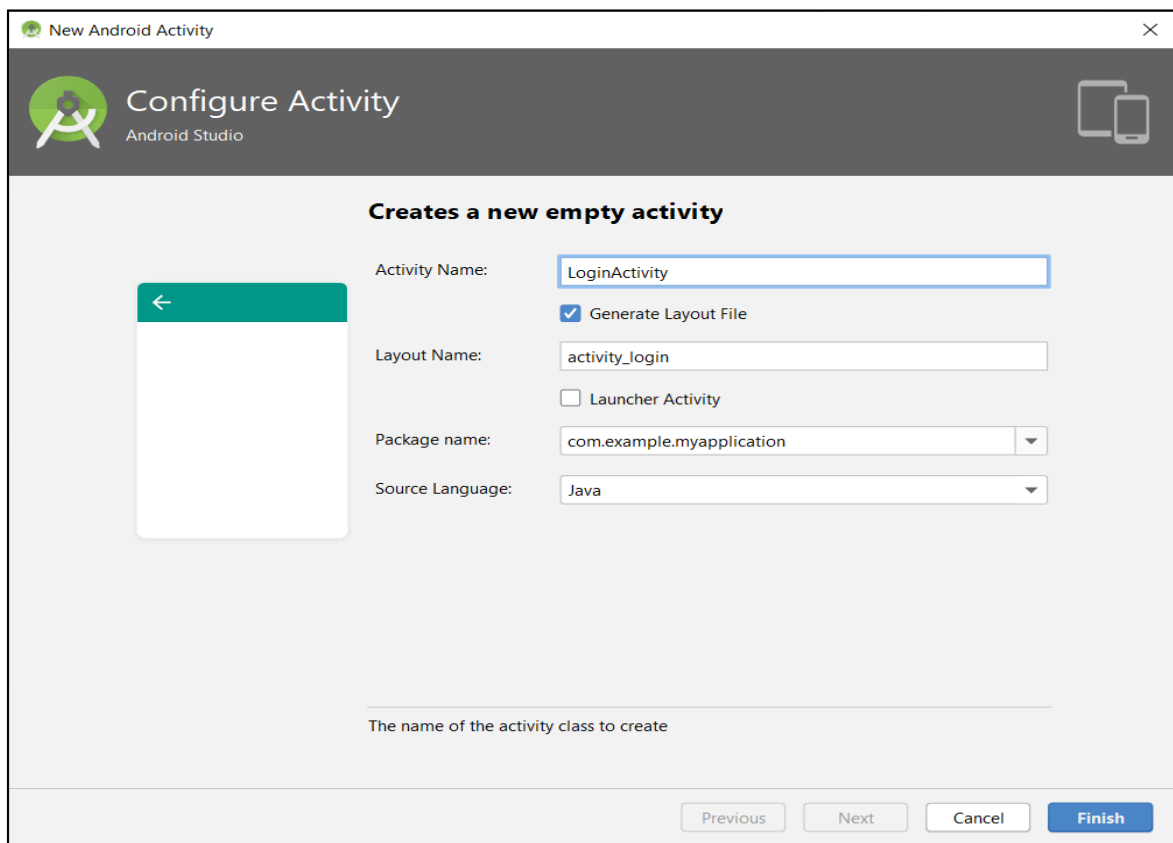 New Android Activity
Configure Activity
Android Studio
Creates a new empty activity
Activity Name:
LoginActivity
Generate Layout File
Layout Name:
activity_login
Launcher Activity
Package name:
com.example.myapplication
Source Language:
Java
The name of the activity class to create
Previous
Next
Cancel
Finish